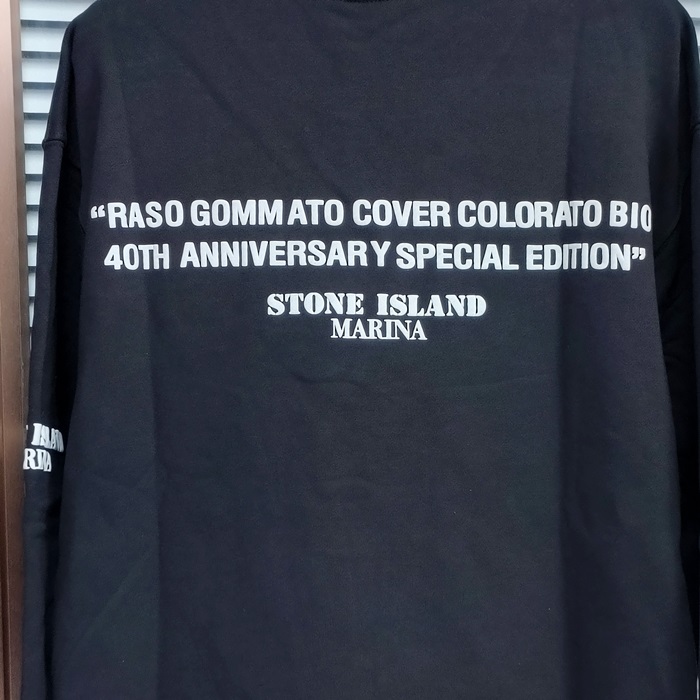 “RASO GOMMATO COVER COLORATO BIO
40TH ANNIVERSARY SPECIAL EDITION”
STONE ISLAND
MARINA